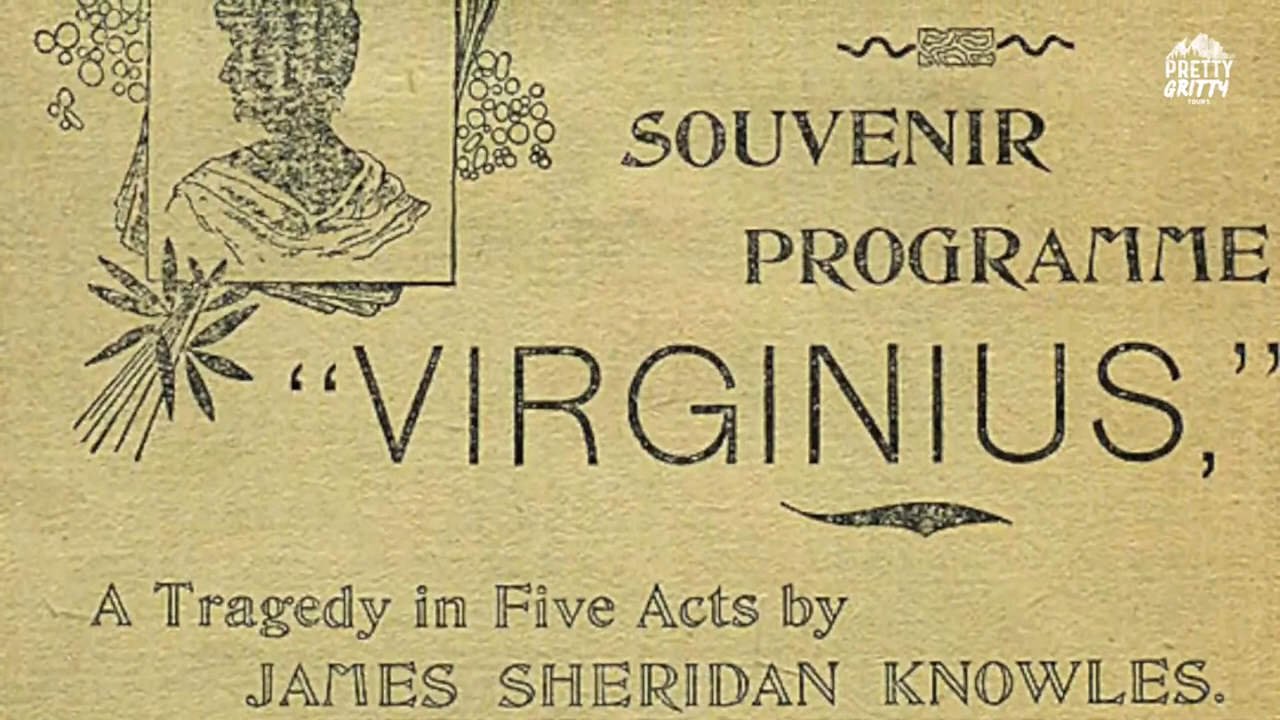 PRETTY
GRITTY
TOURS
SOUVENIR
PROGRAMME
“VIRGINIUS,”
A Tragedy in Five Acts by
JAMES SHERIDAN KNOWLES.